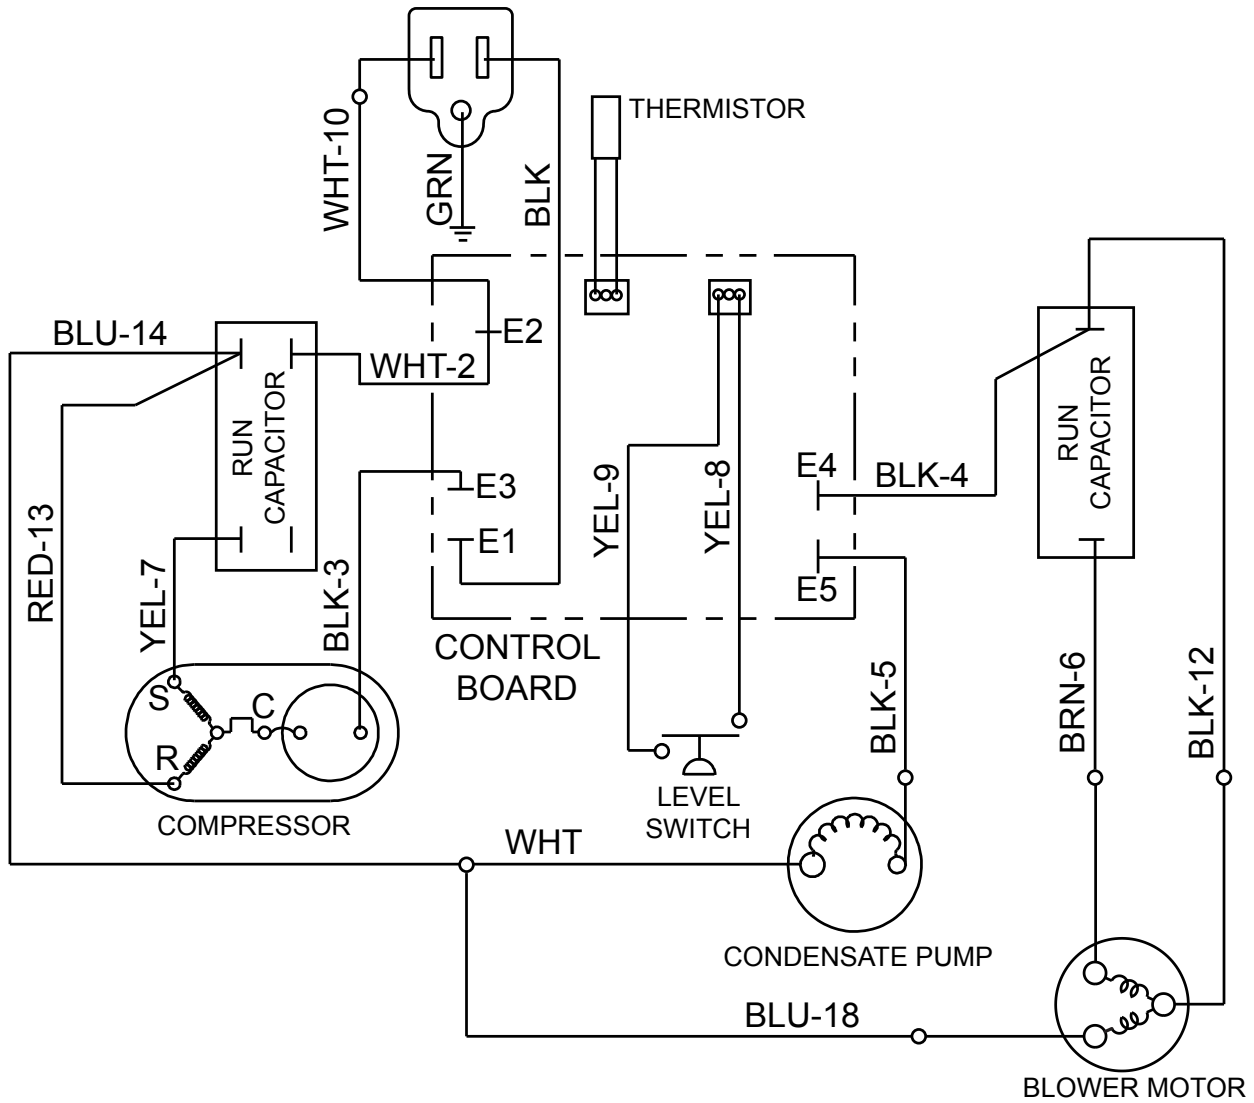 THERMISTOR
WHT-10
GRN
BLK
BLU-14
E2
WHT-2
RUN
CAPACITOR
RUN
CAPACITOR
E4
BLK-4
E3
E1
YEL-9
YEL-8
RED-13
YEL-7
BLK-3
E5
CONTROL
BOARD
BLK-5
BRN-6
BLK-12
S
C
R
LEVEL
SWITCH
COMPRESSOR
WHT
CONDENSATE PUMP
BLU-18
BLOWER MOTOR